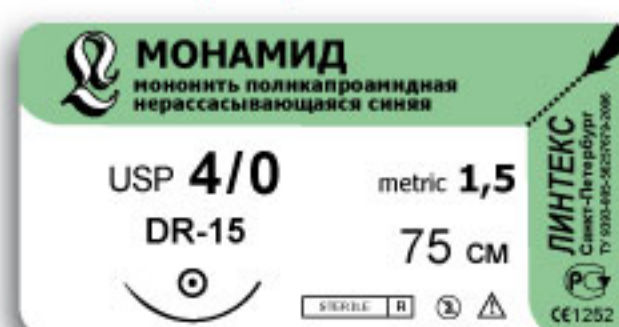 МОНАМИД
мононить поликапроамидная
нерассасывающаяся синяя
USP 4/0
metric 1,5
DR-15
75 см
STERILE R
2
ЛИНТЕКС
Санкт-Петербург
CE1252